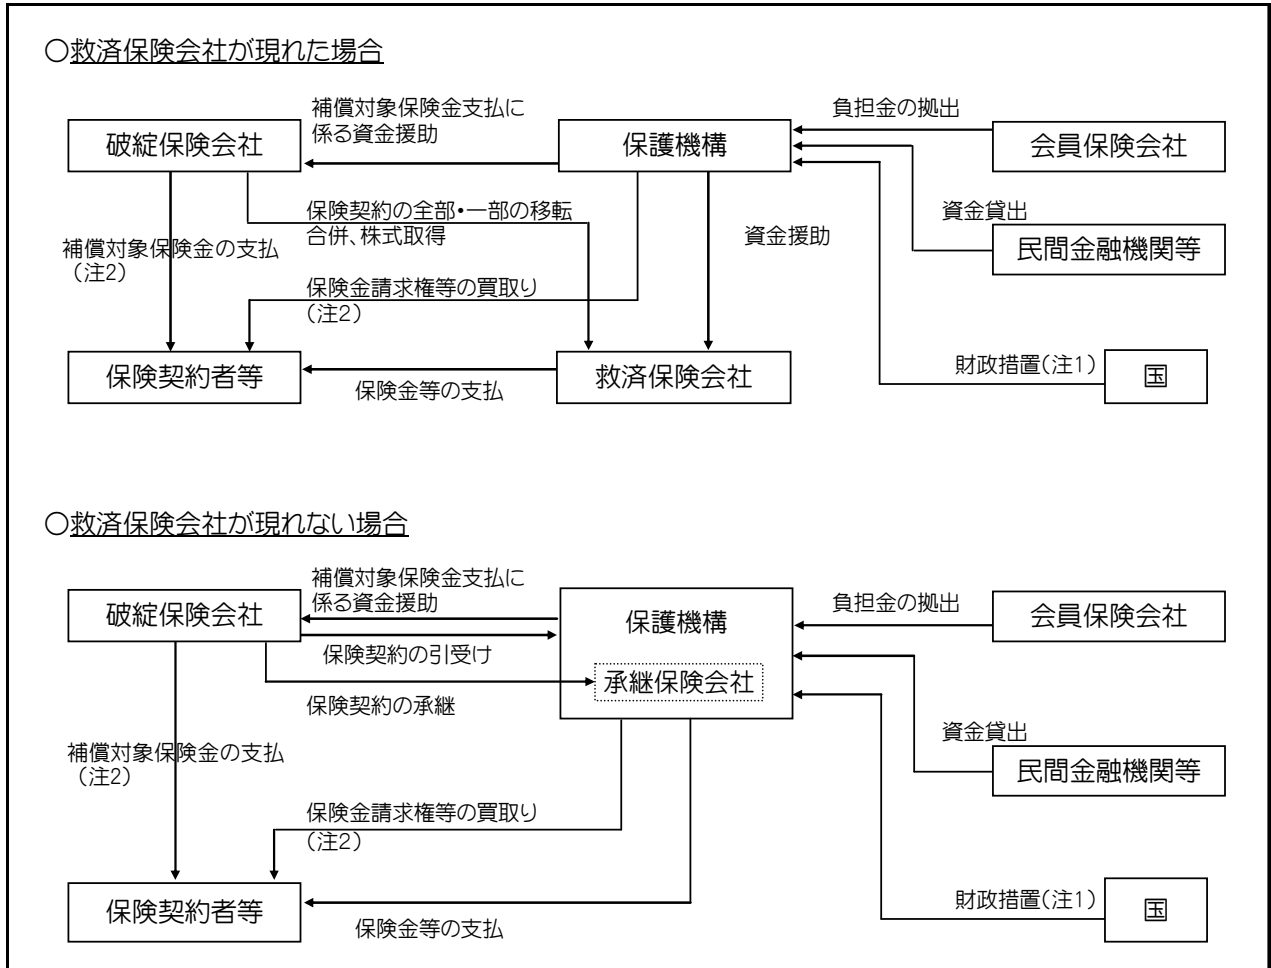 ○救済保険会社が現れた場合
補償対象保険金支払に
係る資金援助
負担金の拠出
破綻保険会社
保護機構
会員保険会社
保険契約の全部・一部の移転
合併、株式取得
資金貸出
補償対象保険金の支払
（注2）
資金援助
民間金融機関等
保険金請求権等の買取り
（注2）
財政措置（注1）
保険契約者等
救済保険会社
国
保険金等の支払
○救済保険会社が現れない場合
補償対象保険金支払に
係る資金援助
負担金の拠出
破綻保険会社
保護機構
会員保険会社
保険契約の引受け
承継保険会社
保険契約の承継
資金貸出
補償対象保険金の支払
（注2）
民間金融機関等
保険金請求権等の買取り
（注2）
財政措置（注1）
保険契約者等
国
保険金等の支払